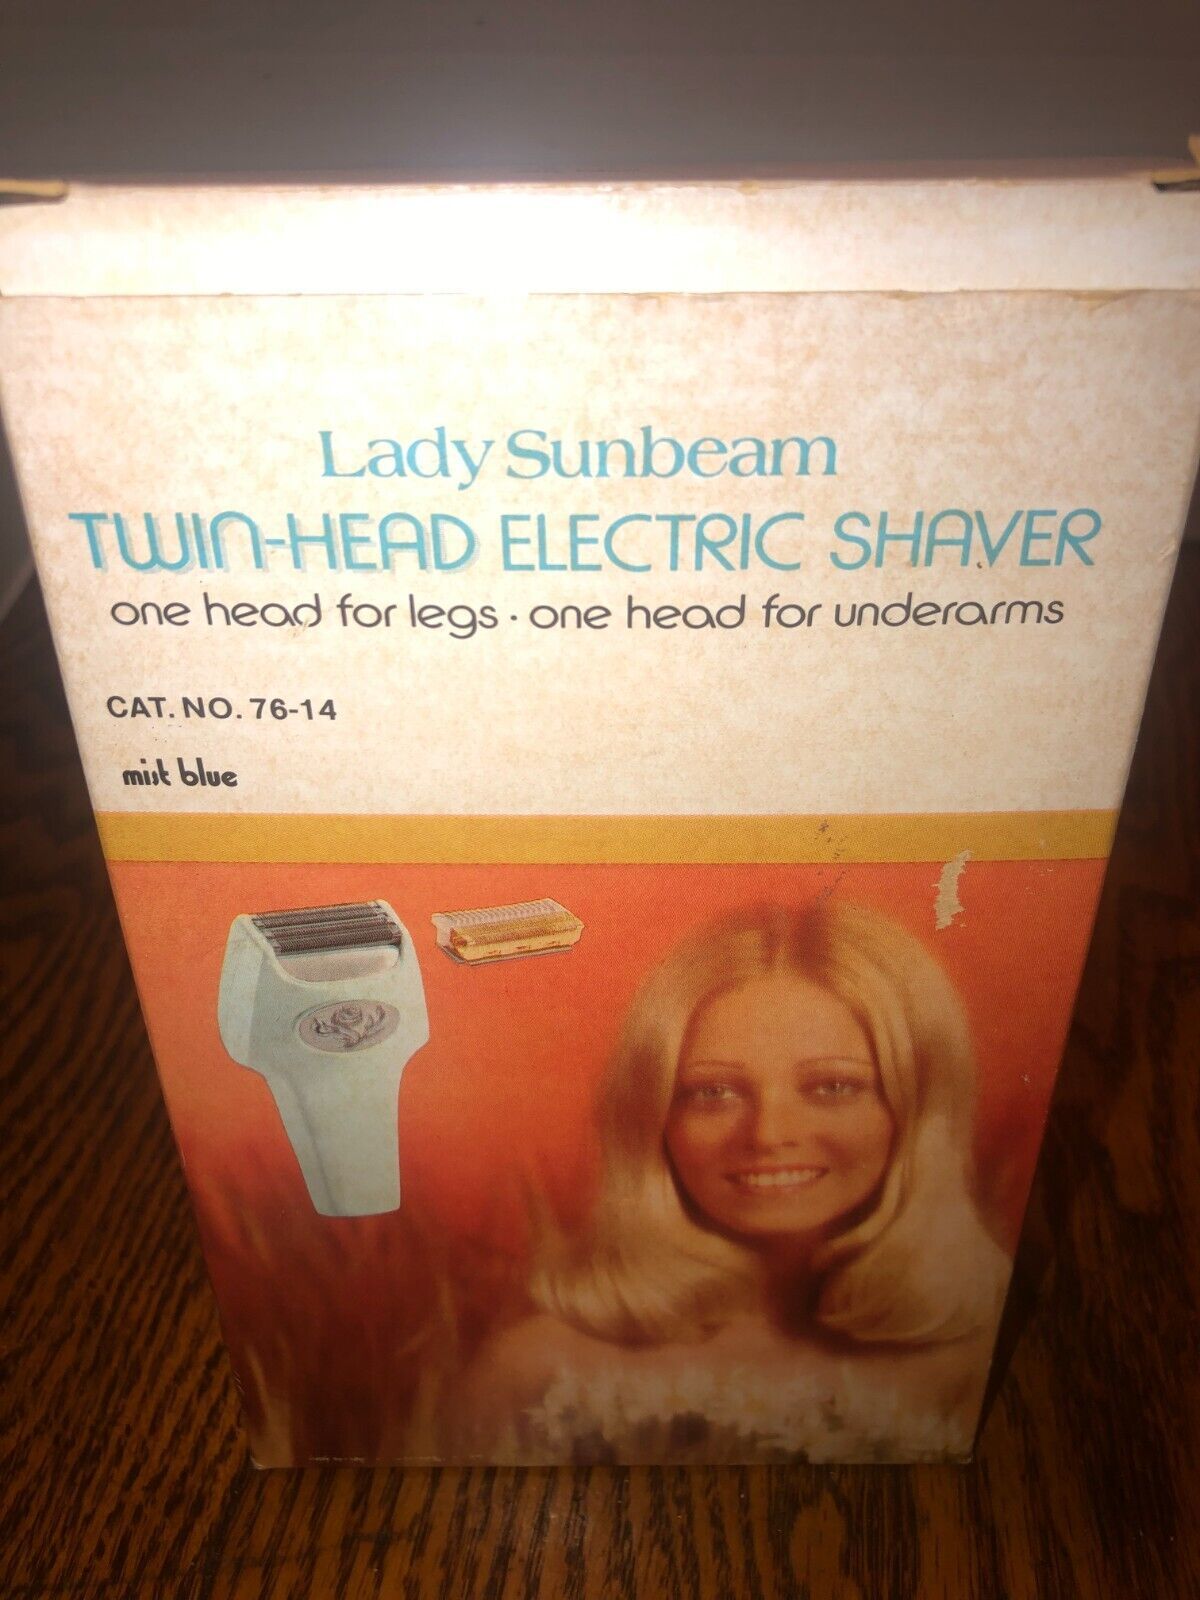 Lady Sunbeam
TWIN-HEAD ELECTRIC SHAVER
one head for legs · one head for underarms
CAT. NO. 76-14
mist blue